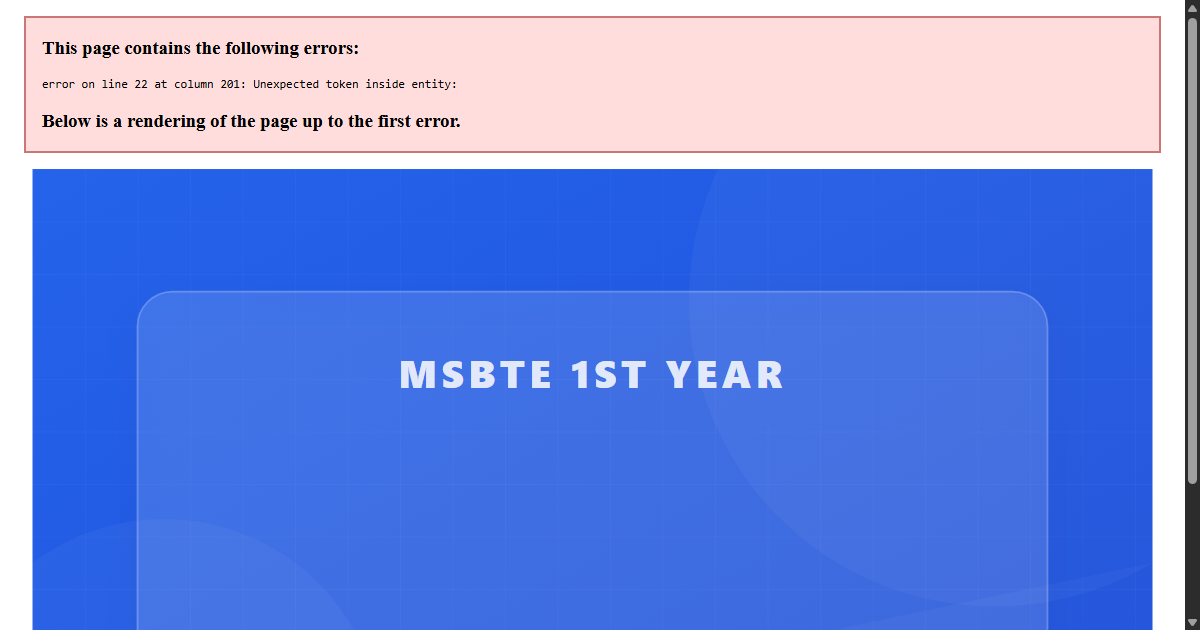 This page contains the following errors:
error on line 22 at column 201: Unexpected token inside entity:
Below is a rendering of the page up to the first error.
MSBTE 1ST YEAR